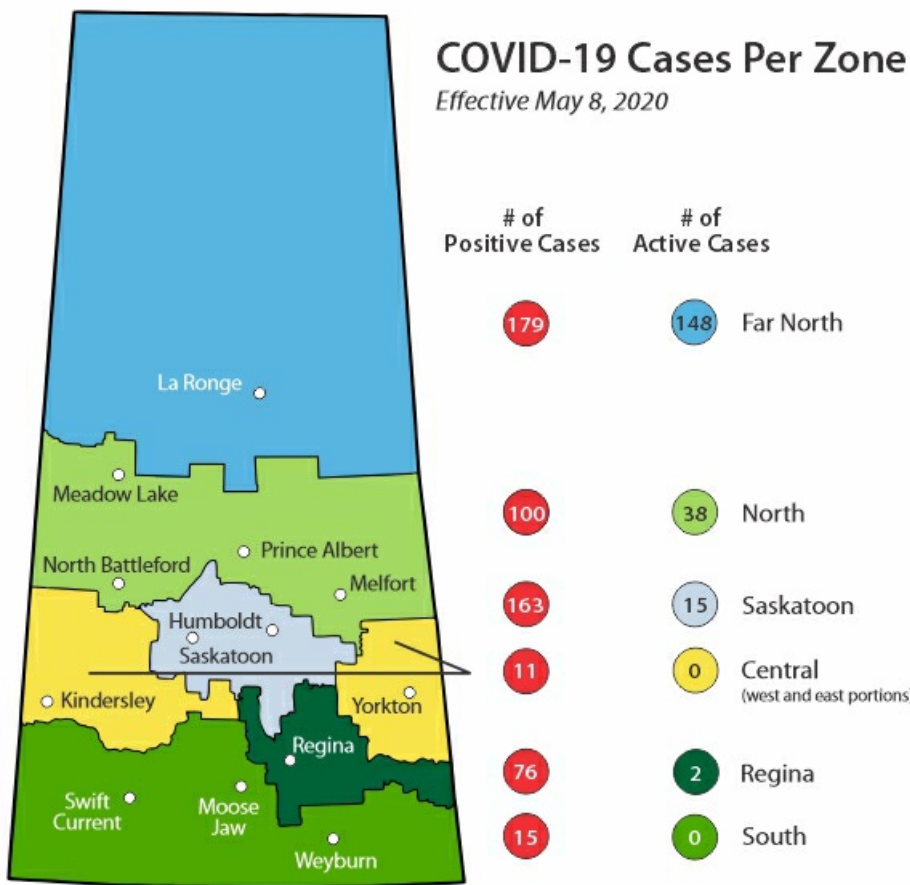 COVID-19 Cases Per Zone
Effective May 8, 2020
# of
Positive Cases
# of
Active Cases
179
148
Far North
La Ronge
Meadow Lake
100
38
North
Prince Albert
North Battleford
Melfort
163
15
Saskatoon
Humboldt
Saskatoon
11
0
Central
(west and east portions)
Kindersley
Yorkton
Regina
76
2
Regina
Swift
Current
Moose
Jaw
15
0
South
Weyburn